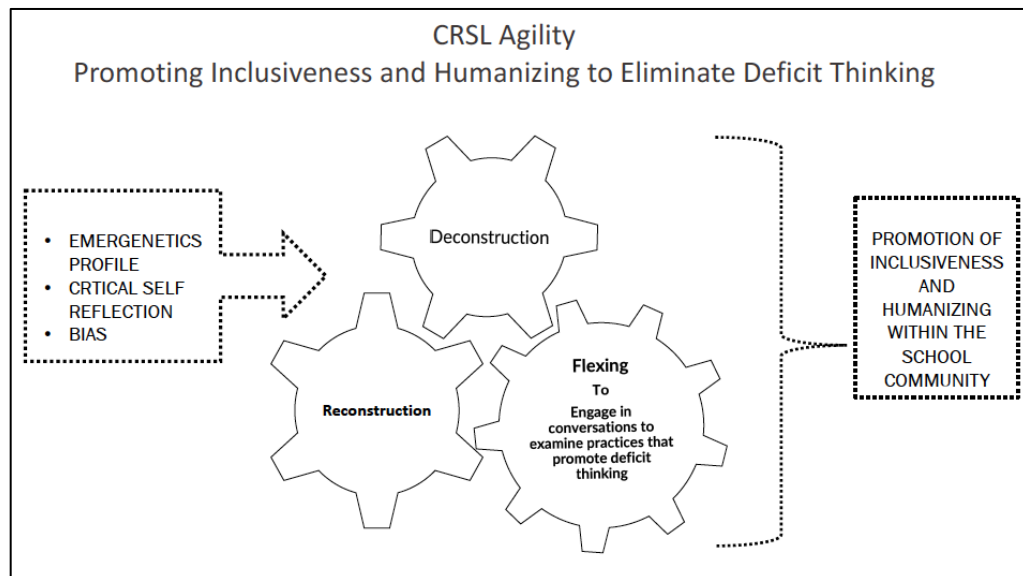 CRSL Agility
Promoting Inclusiveness and Humanizing to Eliminate Deficit Thinking
• EMERGENETICS
PROFILE
• CRTICAL SELF
REFLECTION
• BIAS
Deconstruction
Reconstruction
Flexing
To
Engage in
conversations to
examine practices that
promote deficit
thinking
PROMOTION OF
INCLUSIVENESS
AND
HUMANIZING
WITHIN THE
SCHOOL
COMMUNITY